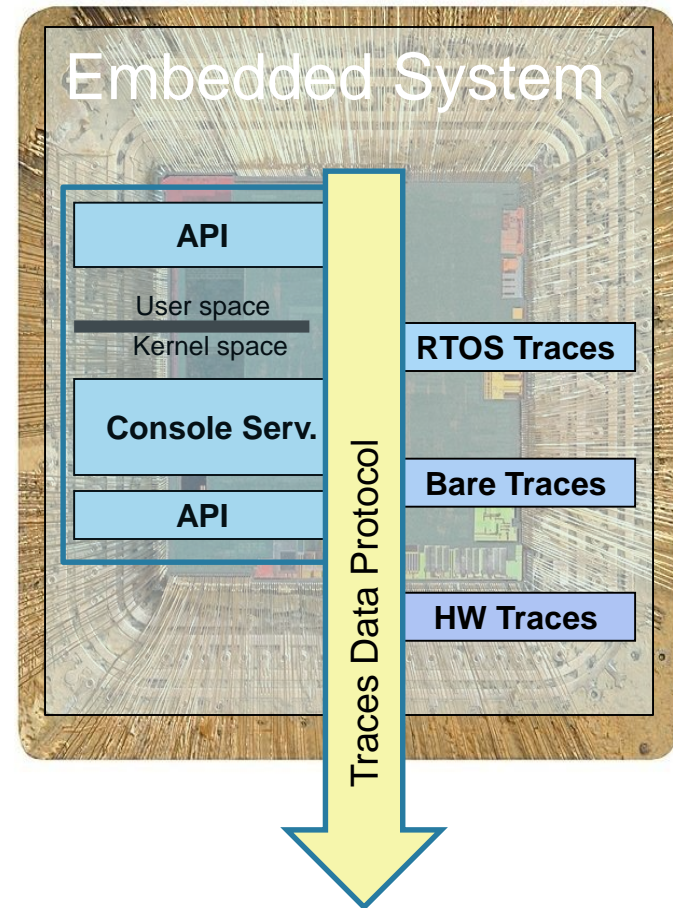 Embedded System
API
User space
Kernel space
Console Serv.
API
Traces Data Protocol
RTOS Traces
Bare Traces
HW Traces